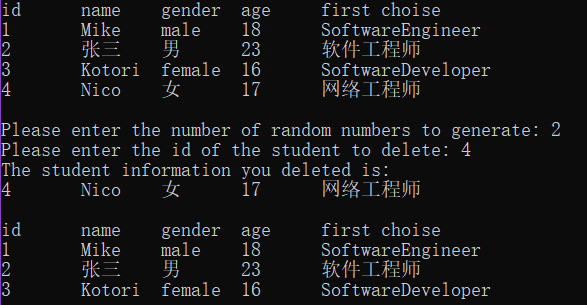 id name gender age first choise
1 Mike male 18 SoftwareEngineer
2 张三 男 23 软件工程师
3 Kotori female 16 SoftwareDeveloper
4 Nico 女 17 网络工程师
Please enter the number of random numbers to generate: 2
Please enter the id of the student to delete: 4
The student information you deleted is:
4 Nico 女 17 网络工程师
id name gender age first choise
1 Mike male 18 SoftwareEngineer
2 张三 男 23 软件工程师
3 Kotori female 16 SoftwareDeveloper